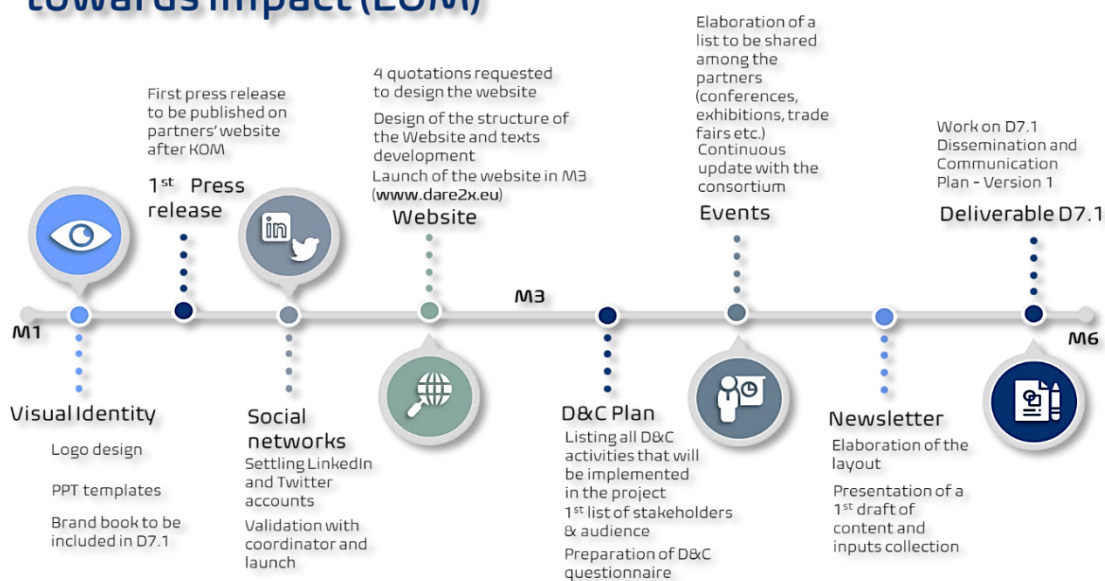 towards impact (EOM)
First press release
to be published on
partners' website
after KOM
1st Press
release
4 quotations requested
to design the website
Design of the structure of
the Website and texts
development
Launch of the website in M3
(www.dare2x.eu)
Website
Elaboration of a
list to be shared
among the
partners
(conferences,
exhibitions, trade
fairs etc.)
Continuous
update with the
consortium
Events
Work on D7.1
Dissemination and
Communication
Plan - Version 1
Deliverable D7.1
in
M1
M3
M6
Visual Identity
Logo design
PPT templates
Brand book to be
included in D7.1
Social
networks
Settling LinkedIn
and Twitter
accounts
Validation with
coordinator and
launch
D&C Plan
Listing all D&C
activities that will
be implemented
in the project
1st list of stakeholders
& audience
Preparation of D&C
questionnaire
Newsletter
Elaboration of the
layout
Presentation of a
1st draft of
content and
inputs collection